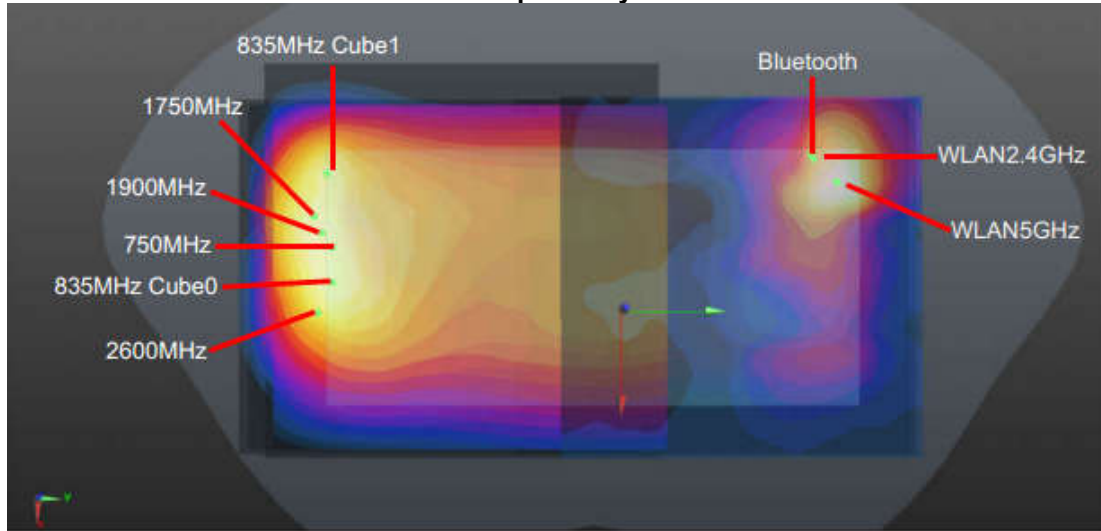 835MHz Cube1
Bluetooth
1750MHz
WLAN2.4GHz
1900MHz
WLAN5GHz
750MHz
835MHz Cube0
2600MHz
Y